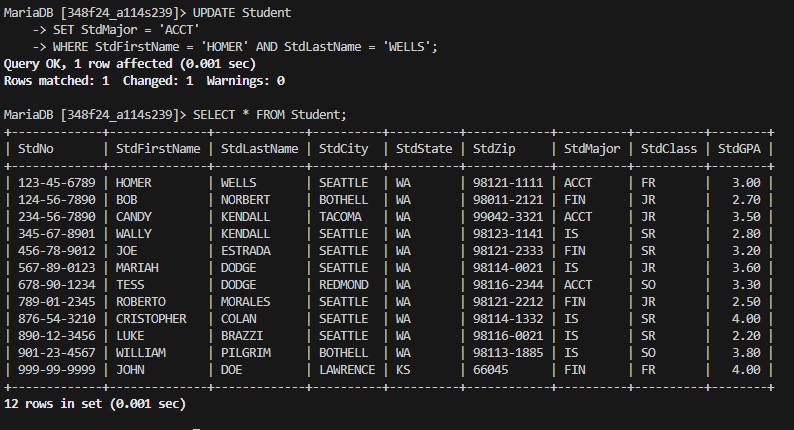 MariaDB [348f24_a114s239]> UPDATE Student
    -> SET StdMajor = 'ACCT'
    -> WHERE StdFirstName = 'HOMER' AND StdLastName = 'WELLS';
Query OK, 1 row affected (0.001 sec)
Rows matched: 1  Changed: 1  Warnings: 0

MariaDB [348f24_a114s239]> SELECT * FROM Student;
+-------------+--------------+-------------+----------+----------+------------+----------+----------+--------+
| StdNo       | StdFirstName | StdLastName | StdCity  | StdState | StdZip     | StdMajor | StdClass | StdGPA |
+-------------+--------------+-------------+----------+----------+------------+----------+----------+--------+
| 123-45-6789 | HOMER        | WELLS       | SEATTLE  | WA       | 98121-1111 | ACCT     | FR       |   3.00 |
| 124-56-7890 | BOB          | NORBERT     | BOTHELL  | WA       | 98011-2121 | FIN      | JR       |   2.70 |
| 234-56-7890 | CANDY        | KENDALL     | TACOMA   | WA       | 99042-3321 | ACCT     | JR       |   3.50 |
| 345-67-8901 | WALLY        | KENDALL     | SEATTLE  | WA       | 98123-1141 | IS       | SR       |   2.80 |
| 456-78-9012 | JOE          | ESTRADA     | SEATTLE  | WA       | 98121-2333 | FIN      | SR       |   3.20 |
| 567-89-0123 | MARIAH       | DODGE       | SEATTLE  | WA       | 98114-0021 | IS       | JR       |   3.60 |
| 678-90-1234 | TESS         | DODGE       | REDMOND  | WA       | 98116-2344 | ACCT     | SO       |   3.30 |
| 789-01-2345 | ROBERTO      | MORALES     | SEATTLE  | WA       | 98121-2212 | FIN      | JR       |   2.50 |
| 876-54-3210 | CRISTOPHER   | COLAN       | SEATTLE  | WA       | 98114-1332 | IS       | SR       |   4.00 |
| 890-12-3456 | LUKE         | BRAZZI      | SEATTLE  | WA       | 98116-0021 | IS       | SR       |   2.20 |
| 901-23-4567 | WILLIAM      | PILGRIM     | BOTHELL  | WA       | 98113-1885 | IS       | SO       |   3.80 |
| 999-99-9999 | JOHN         | DOE         | LAWRENCE | KS       | 66045      | FIN      | FR       |   4.00 |
+-------------+--------------+-------------+----------+----------+------------+----------+----------+--------+
12 rows in set (0.001 sec)